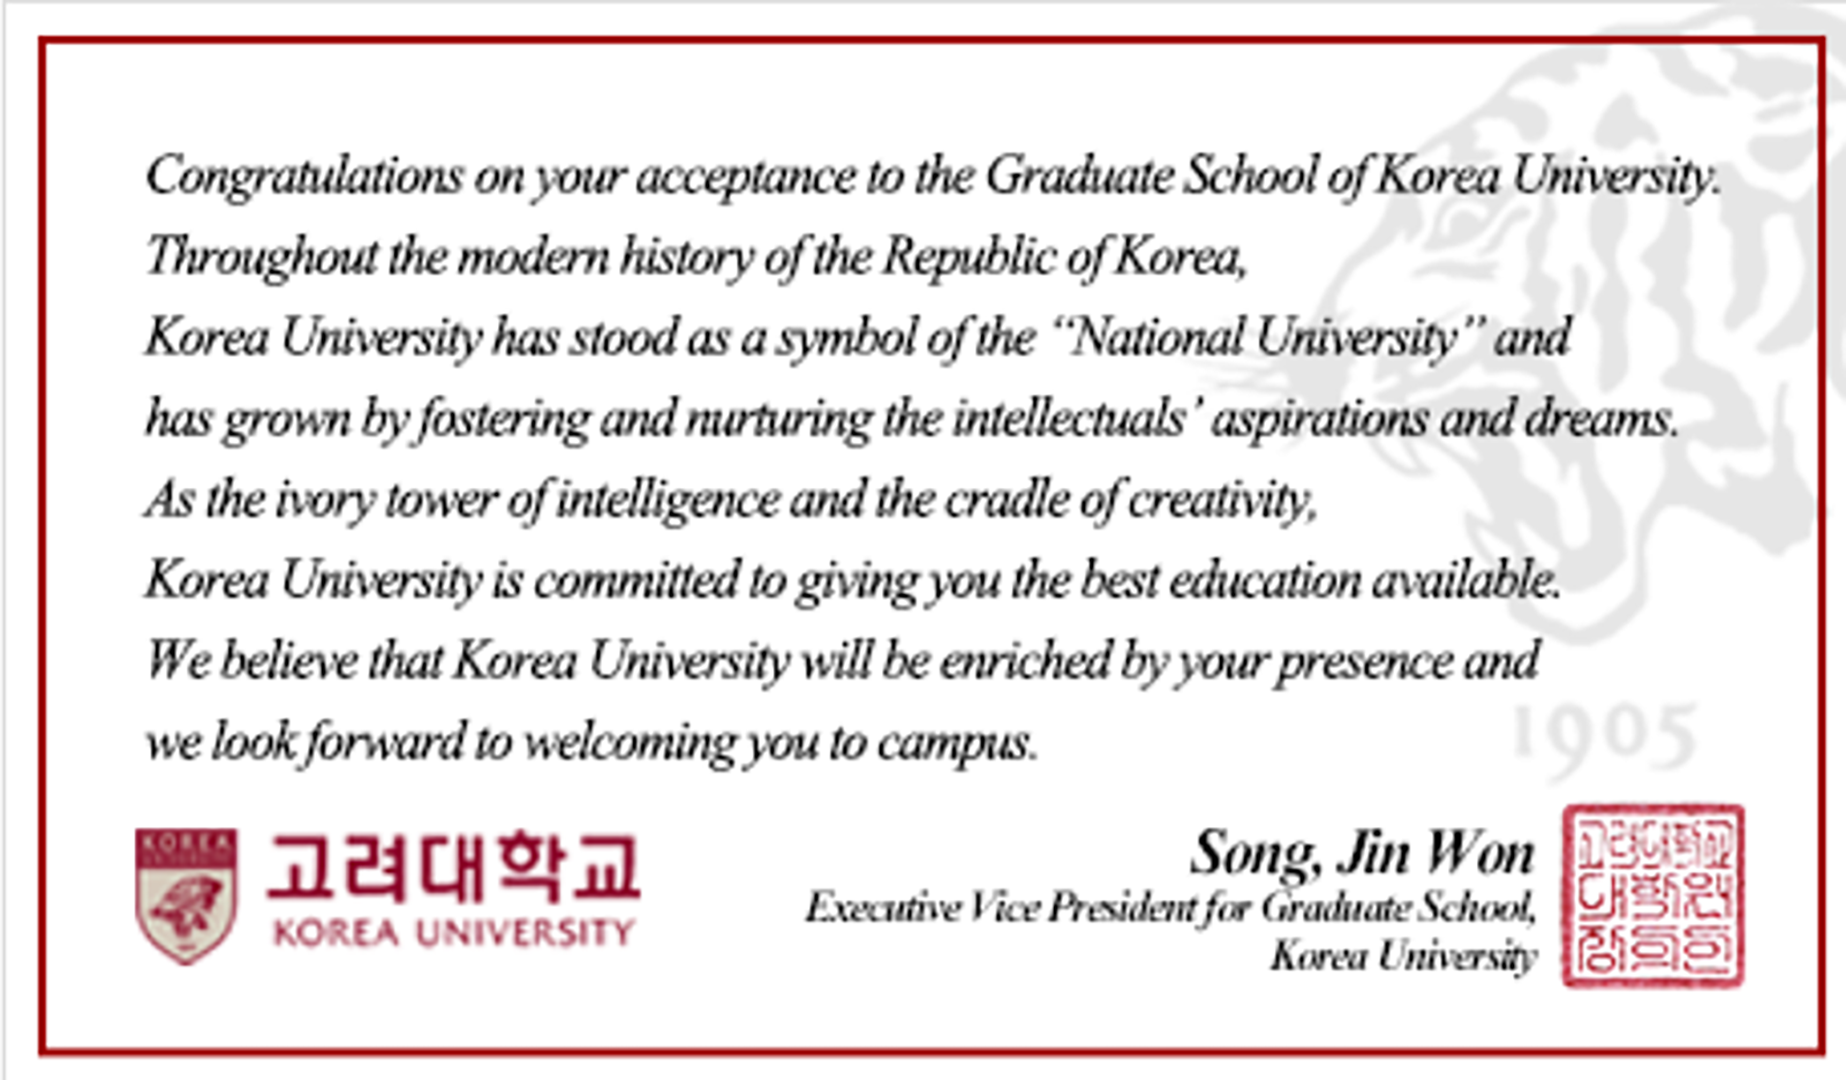 Congratulations on your acceptance to the Graduate School of Korea University.
Throughout the modern history of the Republic of Korea,
Korea University has stood as a symbol of the “National University” and
has grown by fostering and nurturing the intellectuals’ aspirations and dreams.
As the ivory tower of intelligence and the cradle of creativity,
Korea University is committed to giving you the best education available.
We believe that Korea University will be enriched by your presence and
we look forward to welcoming you to campus.
1905
KOREA
UNIVERSITY
고려대학교
KOREA UNIVERSITY
Song, Jin Won
Executive Vice President for Graduate School,
Korea University
고려대학교
대학원
장의인